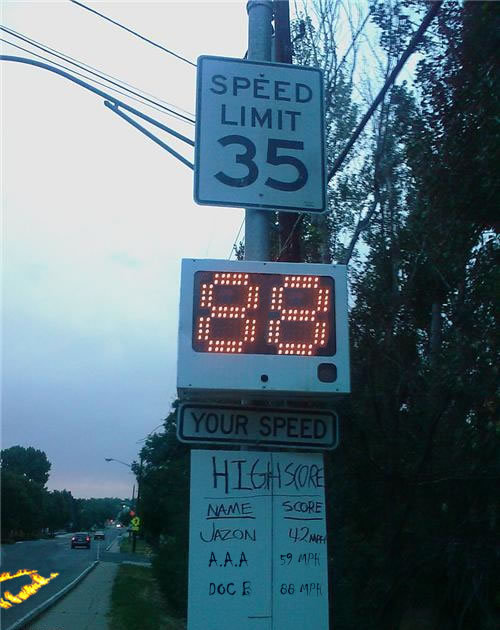 SPEED
LIMIT
35
88
YOUR SPEED
HIGH SCORE
NAME SCORE
JAZON 42 MPH
A.A.A 59 MPH
DOC B 88 MPH